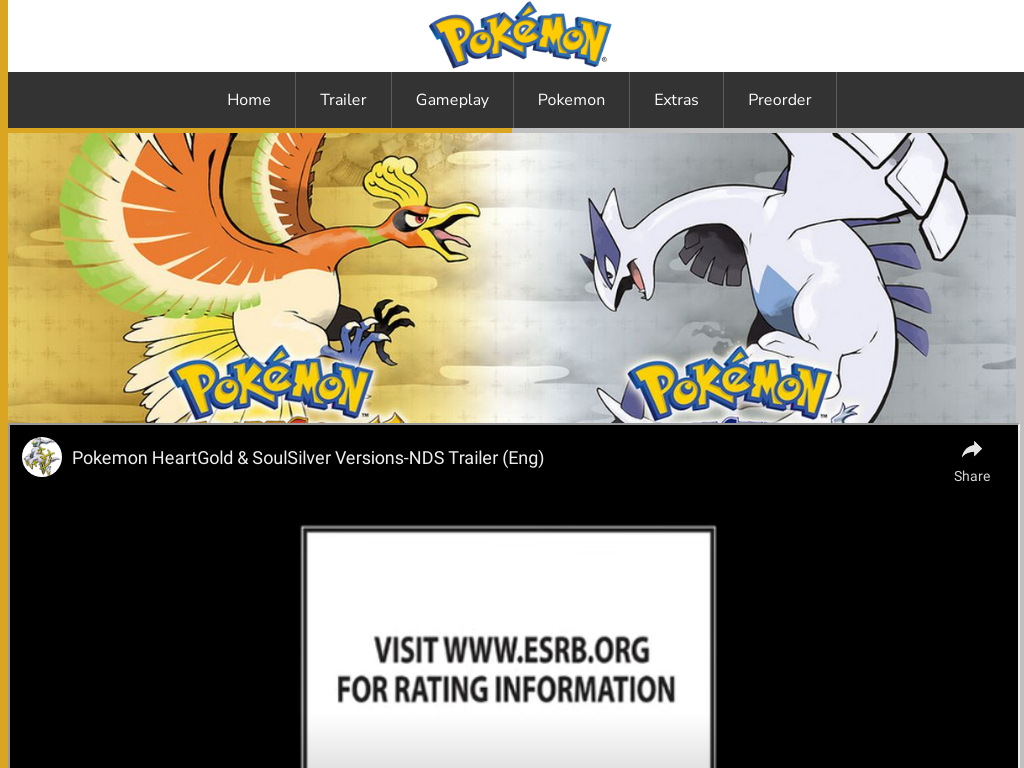 Pokémon
Home Trailer Gameplay Pokemon Extras Preorder
Pokémon Pokémon
Pokemon HeartGold & SoulSilver Versions-NDS Trailer (Eng)
Share
VISIT WWW.ESRB.ORG
FOR RATING INFORMATION